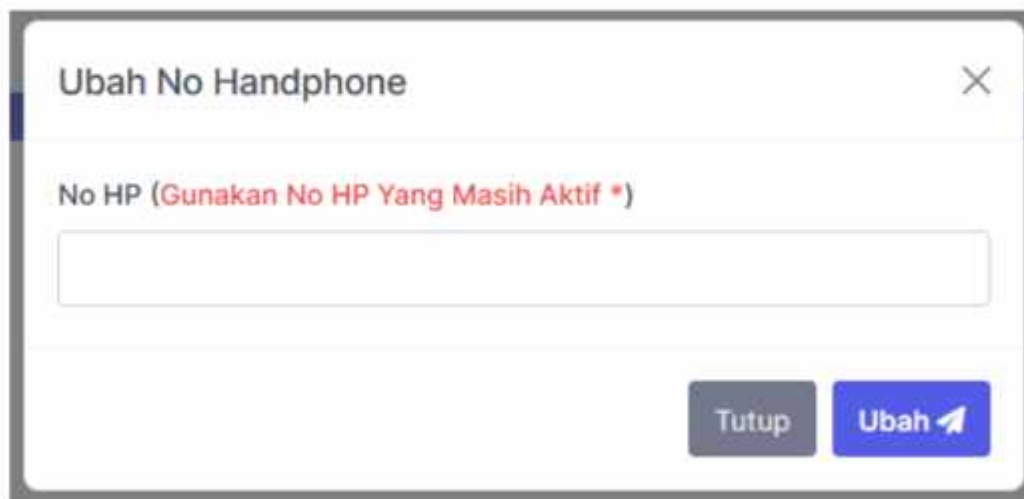 Ubah No Handphone
No HP (Gunakan No HP Yang Masih Aktif *)
Tutup
Ubah